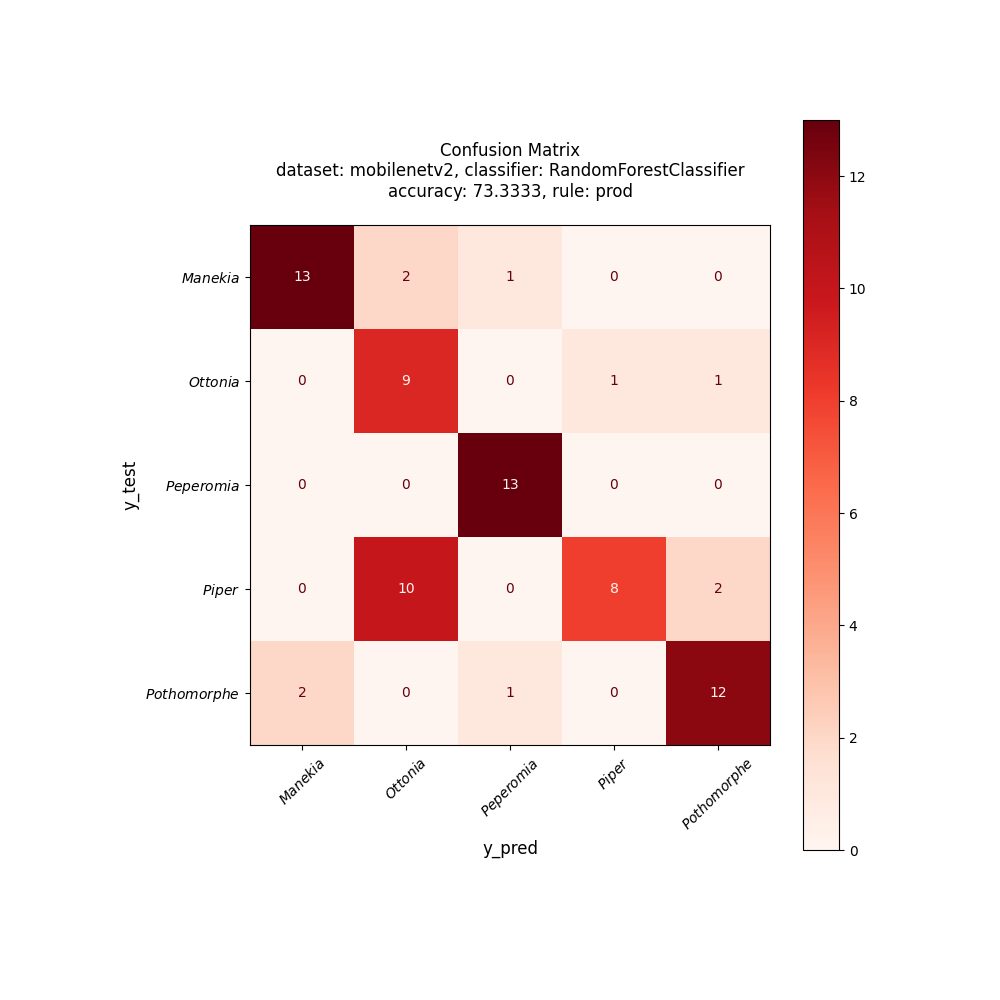 Confusion Matrix
dataset: mobilenetv2, classifier: RandomForestClassifier
accuracy: 73.3333, rule: prod
y_test
Manekia 13 2 1 0 0
Ottonia 0 9 0 1 1
Peperomia 0 0 13 0 0
Piper 0 10 0 8 2
Pothomorphe 2 0 1 0 12
Manekia Ottonia Peperomia Piper Pothomorphe
y_pred
12
10
8
6
4
2
0